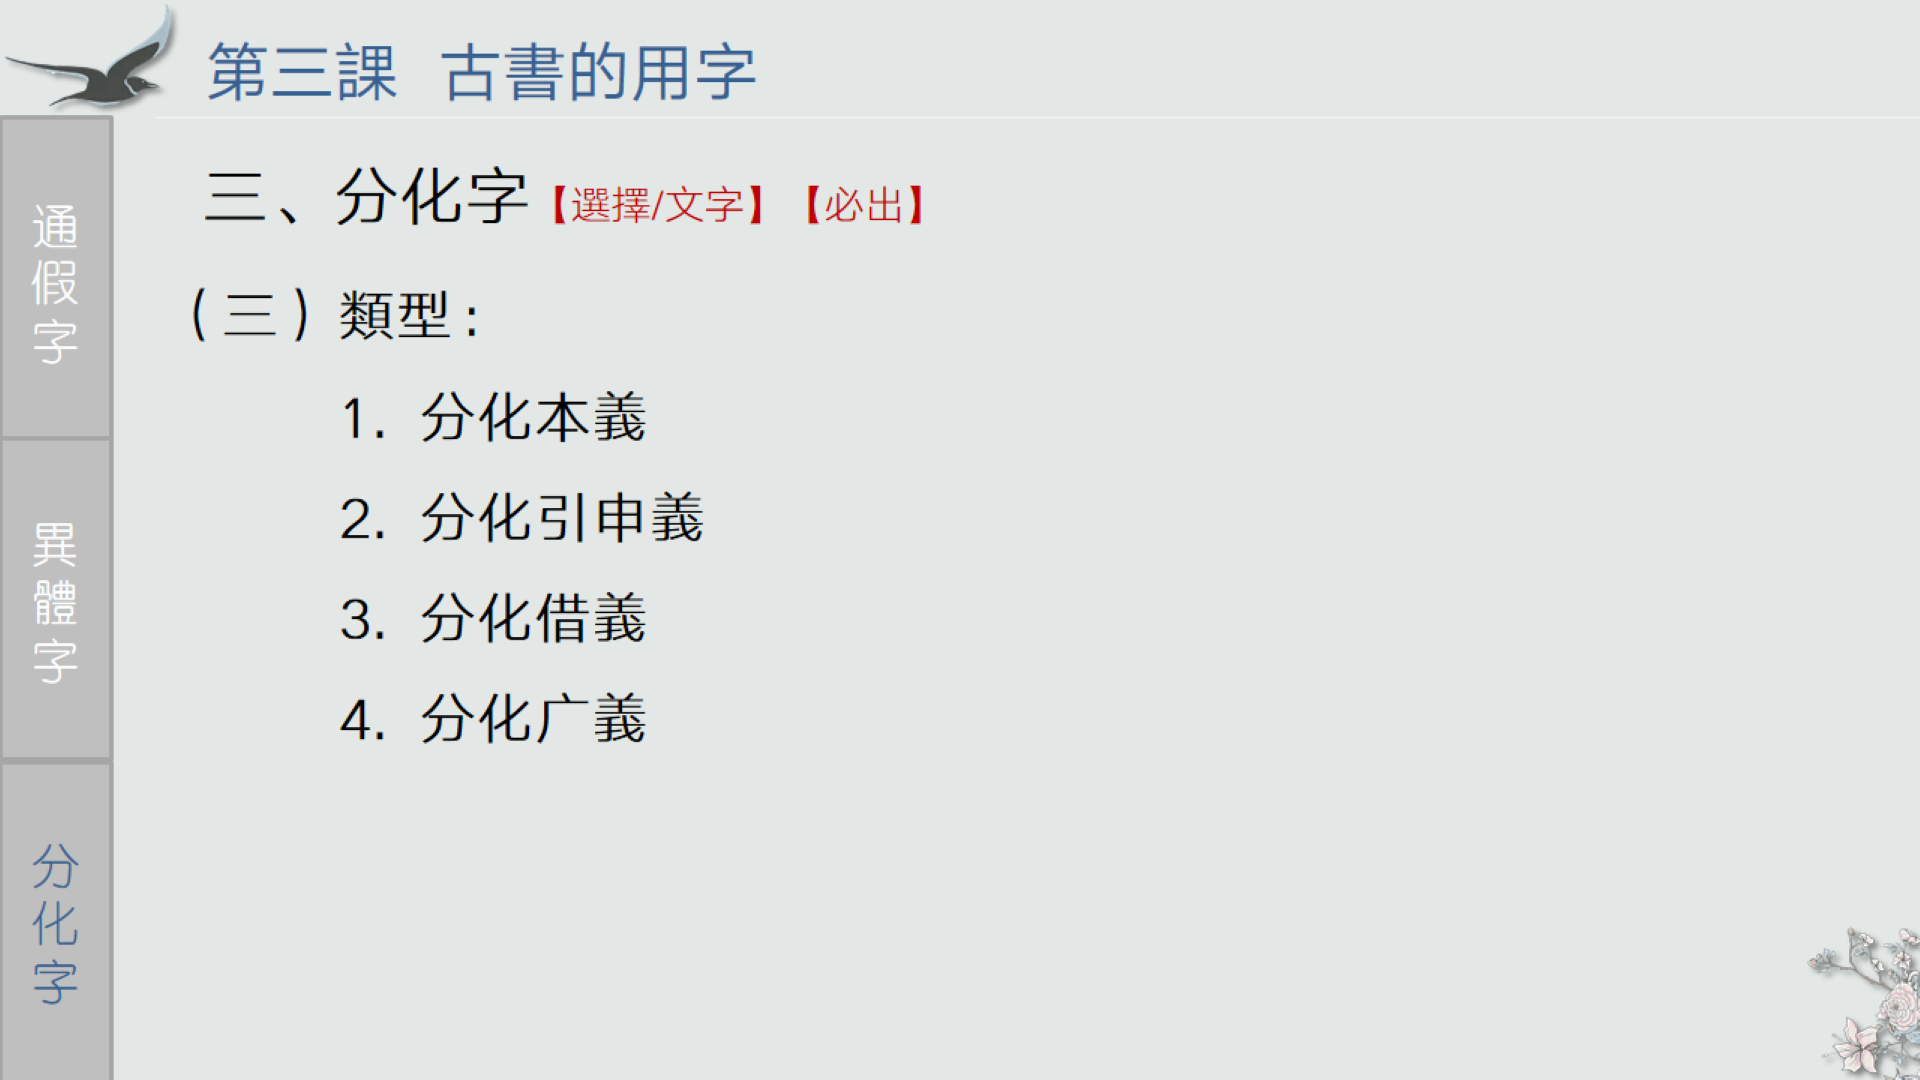 第三課 古書的用字
通假字
異體字
分化字
三、分化字【選擇/文字】【必出】
(三) 類型:
1. 分化本義
2. 分化引申義
3. 分化借義
4. 分化广義